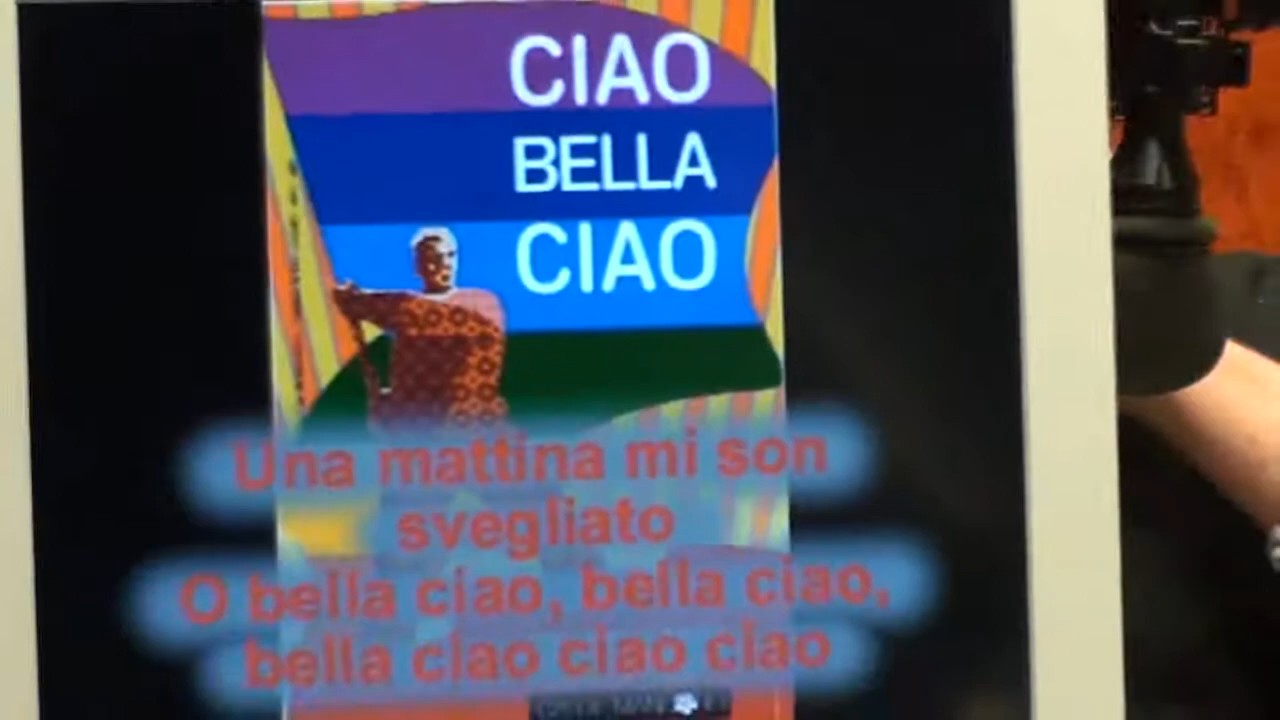 CIAO
BELLA
CIAO
Una mattina mi son
svegliato
O bella ciao, bella ciao,
bella ciao ciao ciao